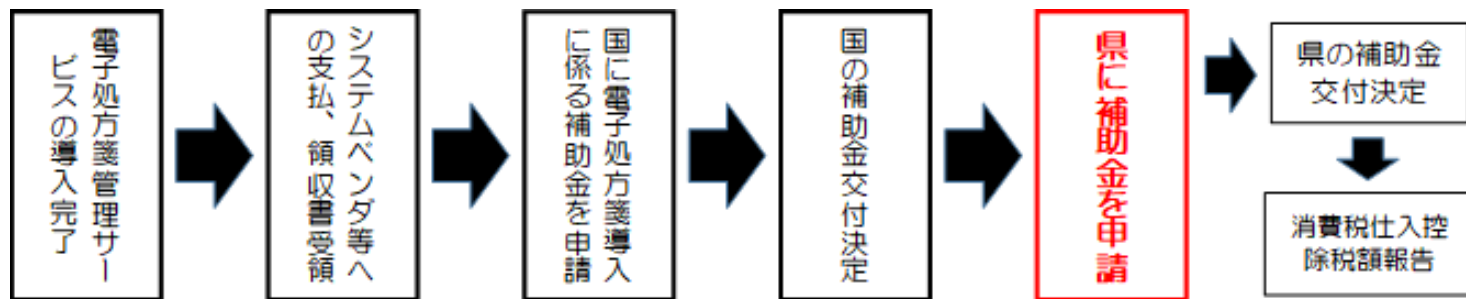 電子処方箋管理サー
ビスの導入完了
システムベンダ等へ
の支払、領収書受領
国に電子処方箋導入
に係る補助金を申請
国の補助金交付決定
県に補助金を申請
県の補助金
交付決定
消費税仕入控
除税額報告